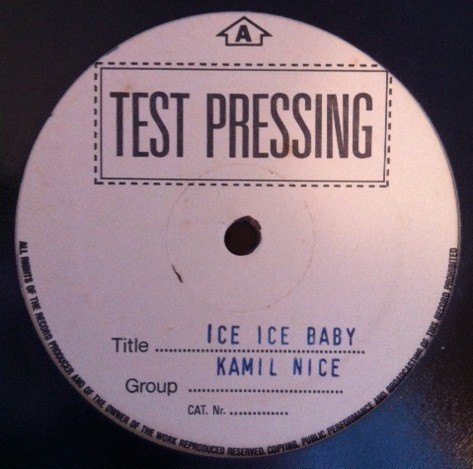 A
TEST PRESSING
Title ........................ ICE ICE BABY
Group ........................ KAMIL NICE
CAT. Nr. ..............
ALL RIGHTS OF THE RECORD PRODUCER AND OF THE OWNER OF THE WORK REPRODUCED RESERVED. COPYING, PUBLIC PERFORMANCE AND BROADCASTING OF THIS RECORD PROHIBITED